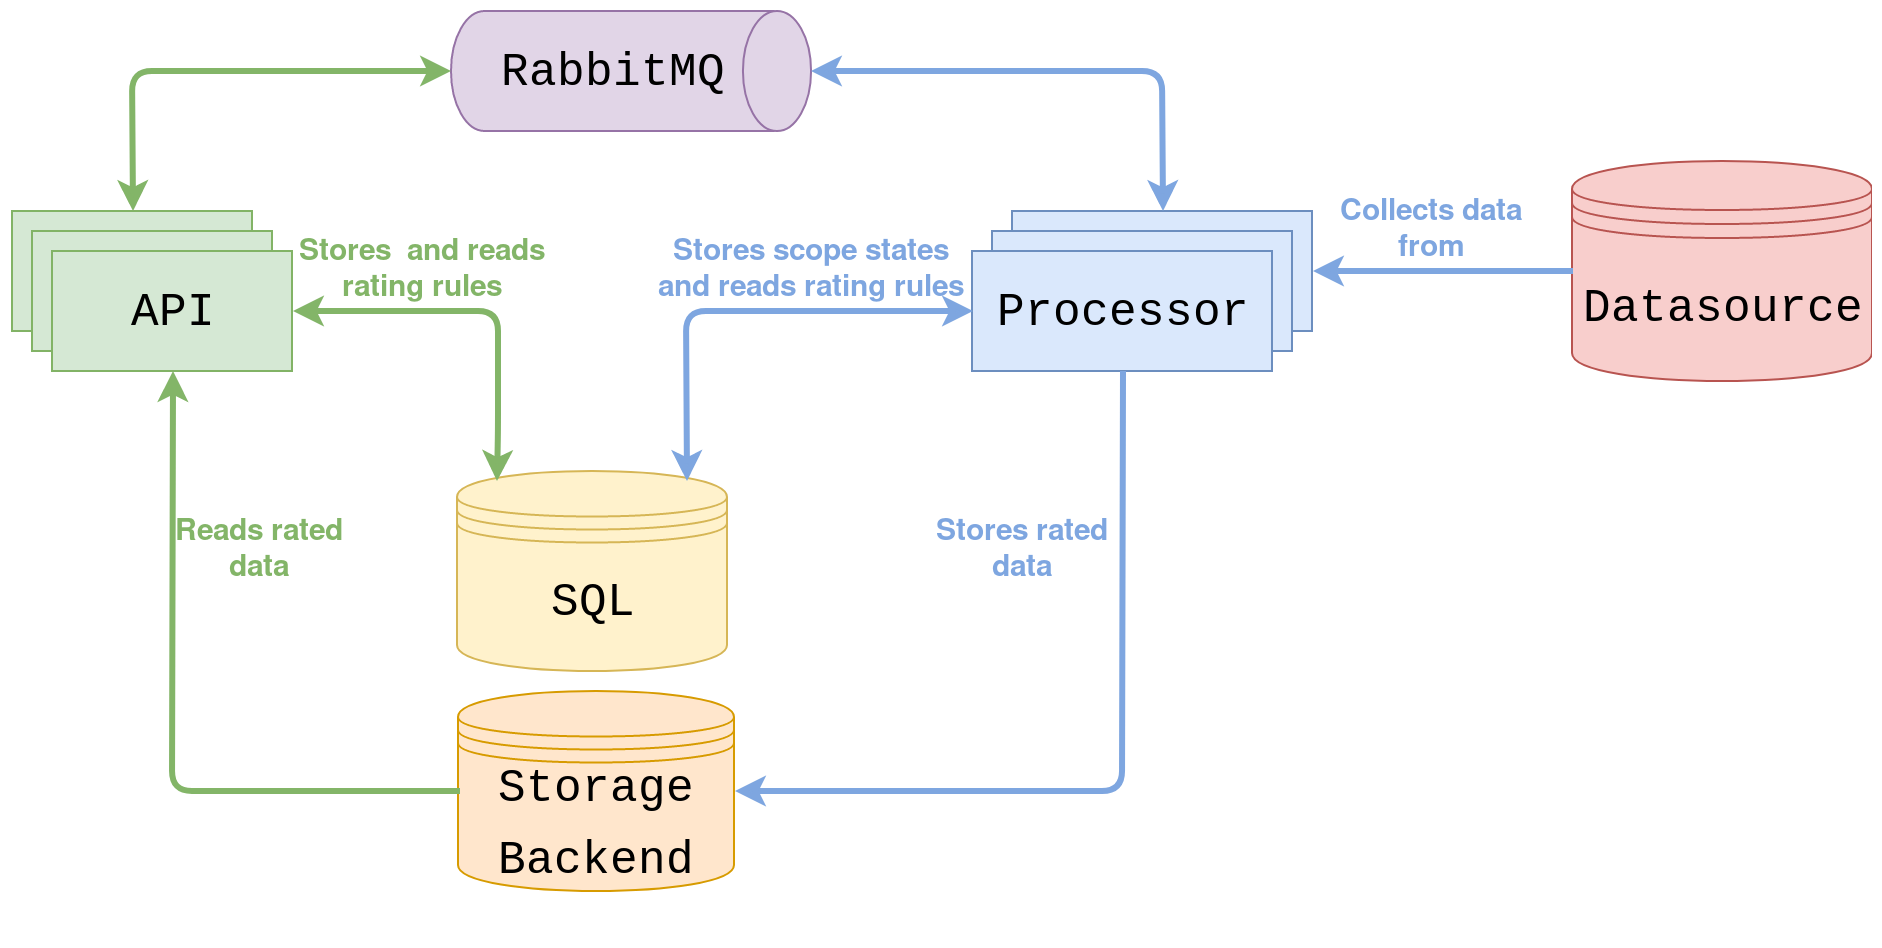 RabbitMQ
Collects data
from
Stores  and reads
rating rules
Stores scope states
and reads rating rules
API
Processor
Datasource
Reads rated
data
Stores rated
data
SQL
Storage
Backend